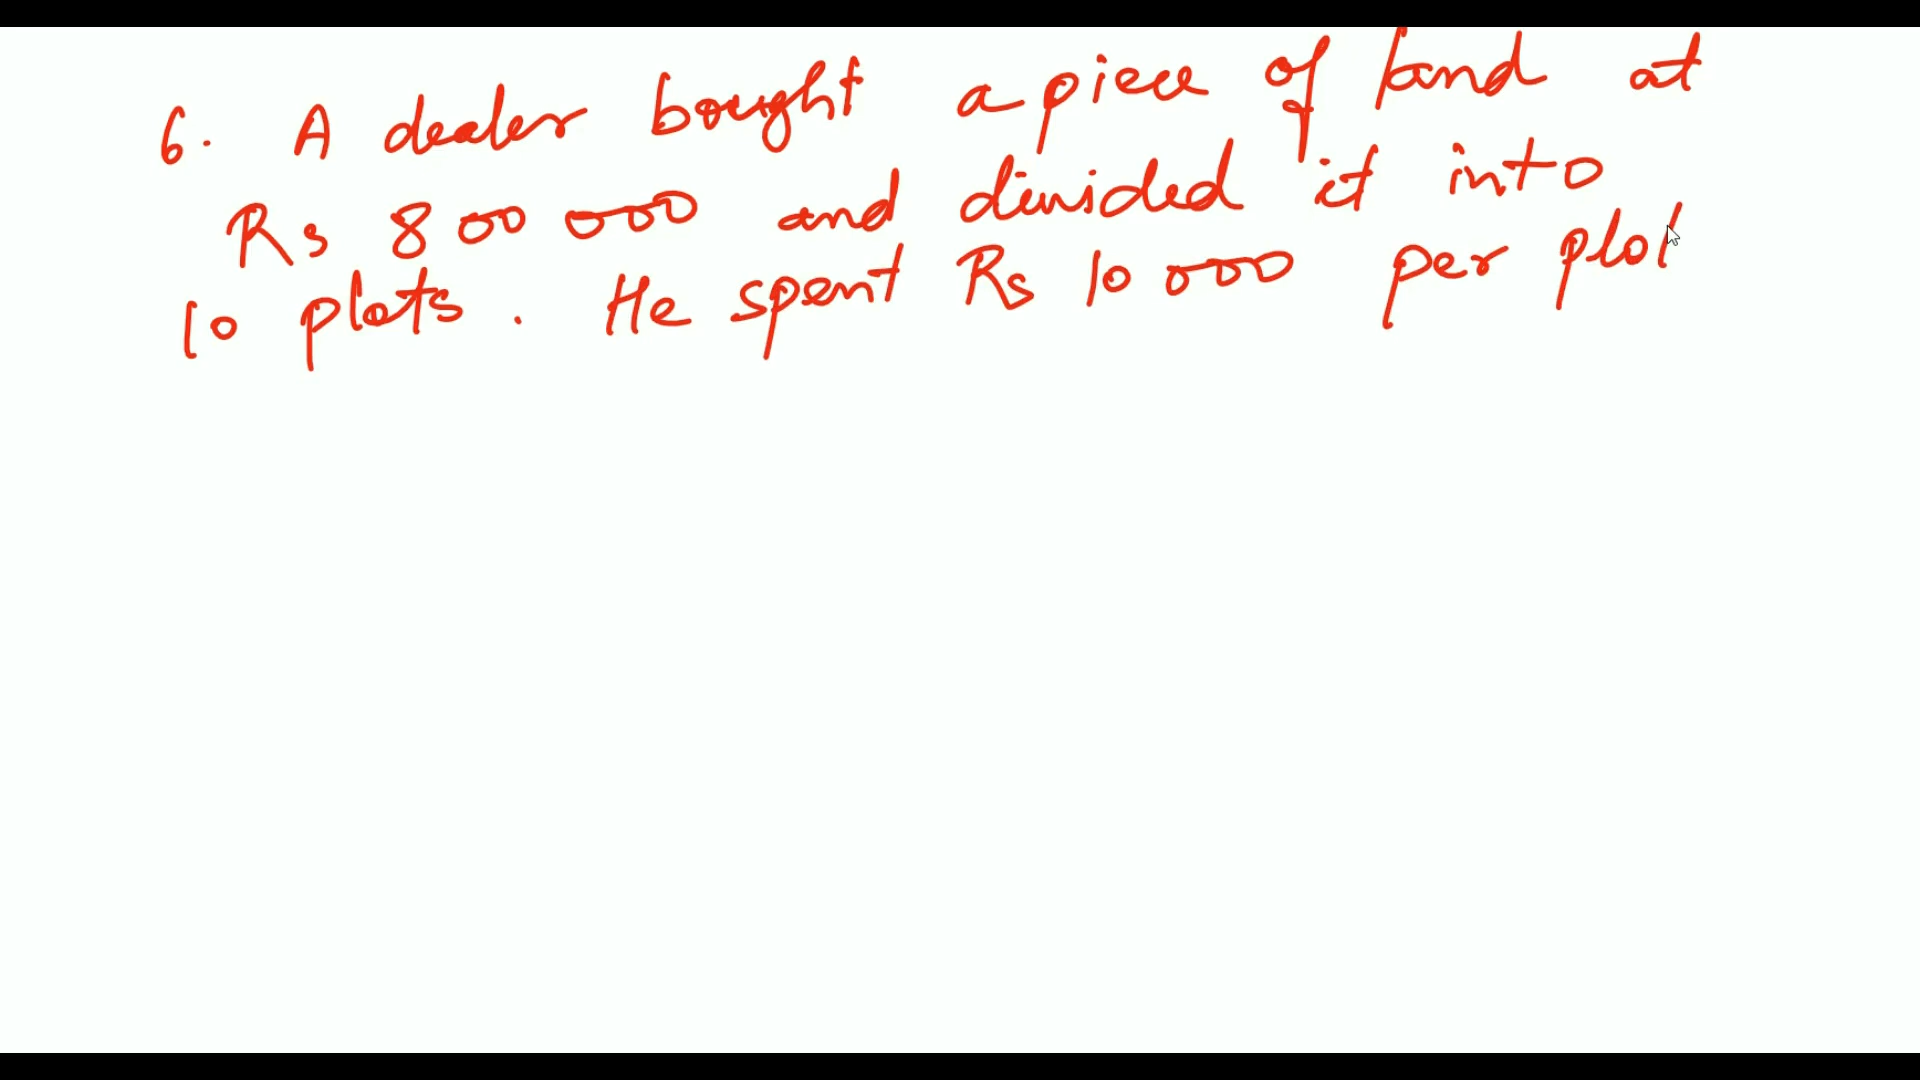 6. A dealer bought a piece of land at
Rs 800 000 and divided it into
10 plots. He spent Rs 10 000 per plot